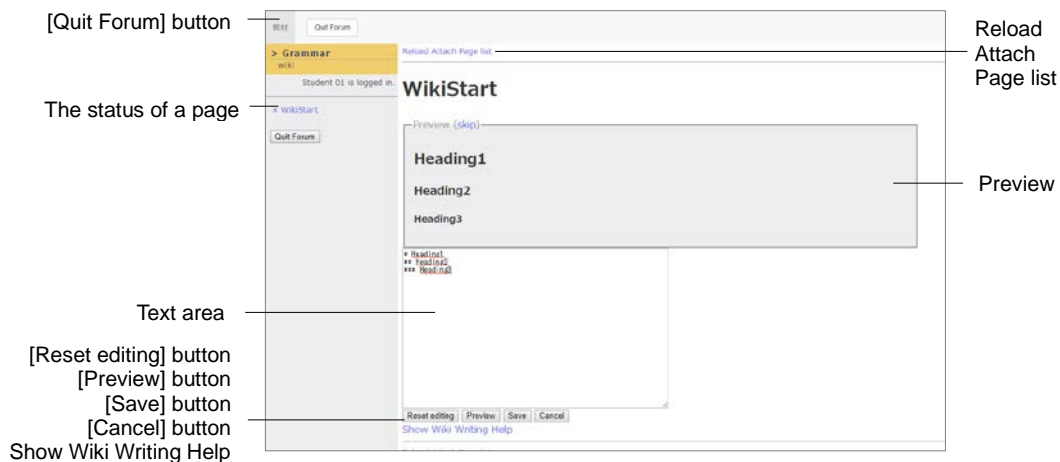 [Quit Forum] button
教材 Quit Forum
Reload
Attach
Page list
> Grammar
wiki
Reload Attach Page list
Student 01 is logged in.
WikiStart
The status of a page
WikiStart
Quit Forum
Preview (skip)
Heading1
Heading2
Heading3
Preview
* Heading1
** Heading2
*** Heading3
Text area
[Reset editing] button
[Preview] button
[Save] button
[Cancel] button
Show Wiki Writing Help
Reset editing Preview Save Cancel
Show Wiki Writing Help